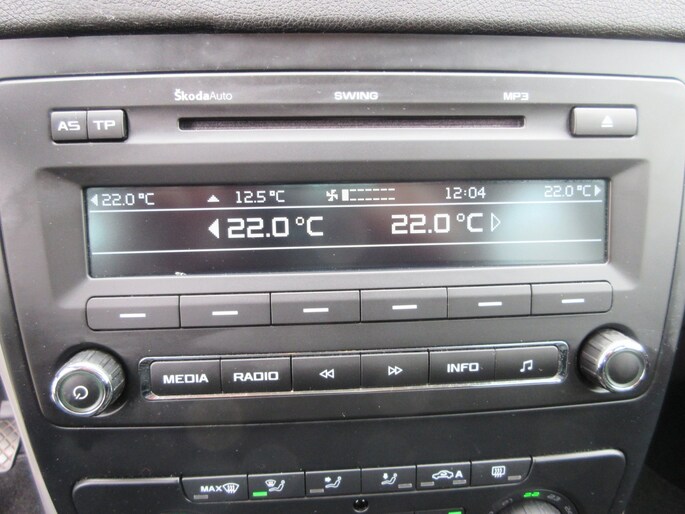 ŠkodaAuto SWING MP3
AS TP
22.0 °C 12.5°C 12:04 22.0 °C
22.0 °C 22.0 °C
MEDIA RADIO INFO
MAX A